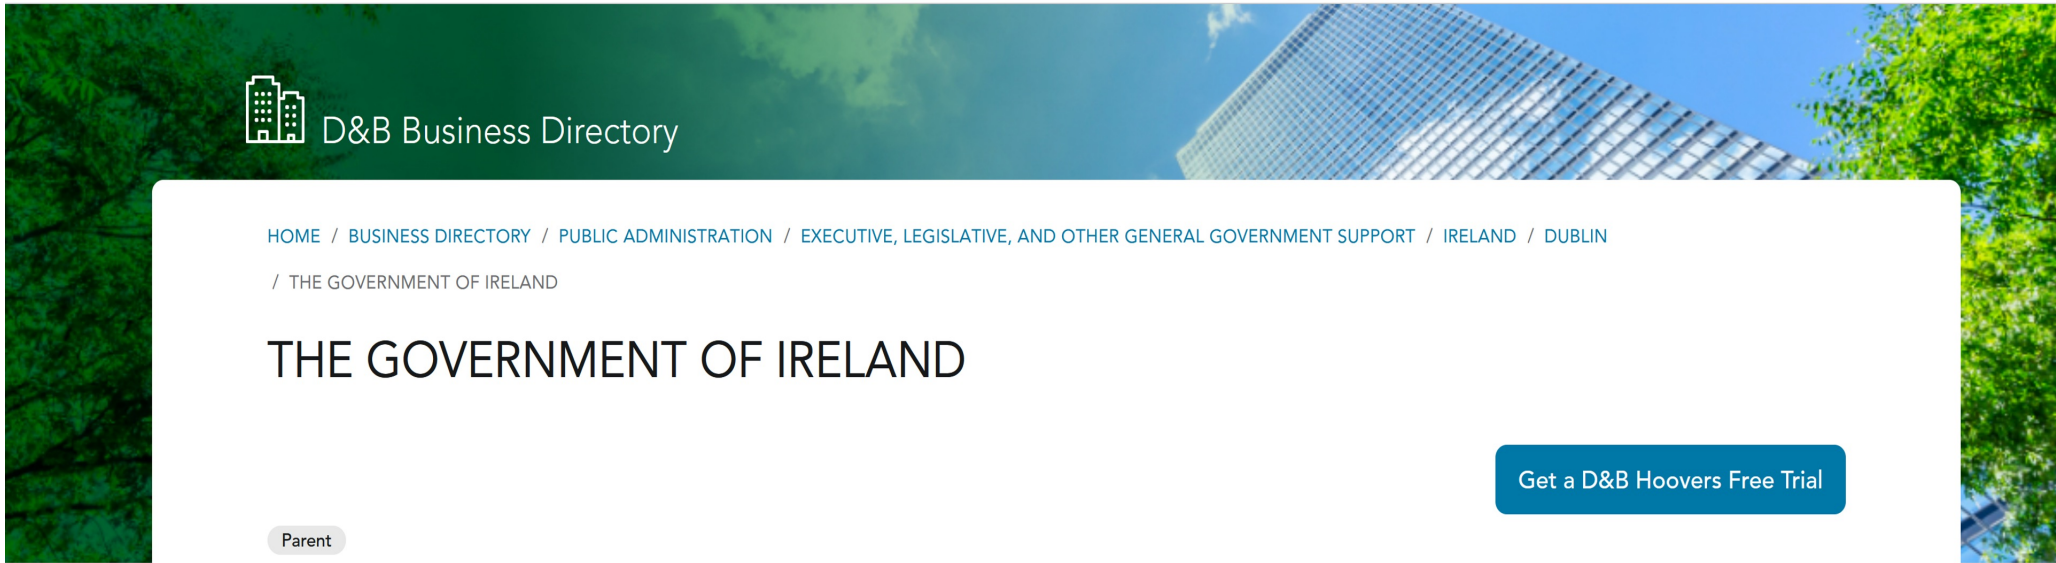 D&B Business Directory
HOME / BUSINESS DIRECTORY / PUBLIC ADMINISTRATION / EXECUTIVE, LEGISLATIVE, AND OTHER GENERAL GOVERNMENT SUPPORT / IRELAND / DUBLIN
/ THE GOVERNMENT OF IRELAND
THE GOVERNMENT OF IRELAND
Get a D&B Hoovers Free Trial
Parent